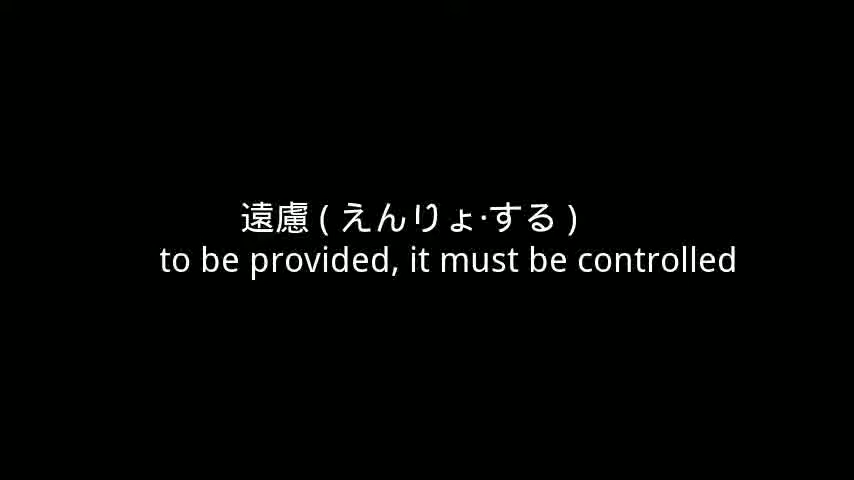 遠慮 ( えんりょ·する )
to be provided, it must be controlled